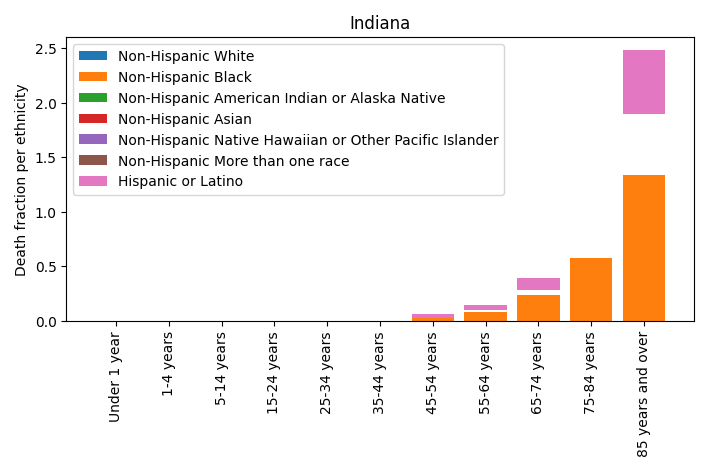 Indiana
Death fraction per ethnicity
2.5
2.0
1.5
1.0
0.5
0.0
Non-Hispanic White
Non-Hispanic Black
Non-Hispanic American Indian or Alaska Native
Non-Hispanic Asian
Non-Hispanic Native Hawaiian or Other Pacific Islander
Non-Hispanic More than one race
Hispanic or Latino
Under 1 year
1-4 years
5-14 years
15-24 years
25-34 years
35-44 years
45-54 years
55-64 years
65-74 years
75-84 years
85 years and over